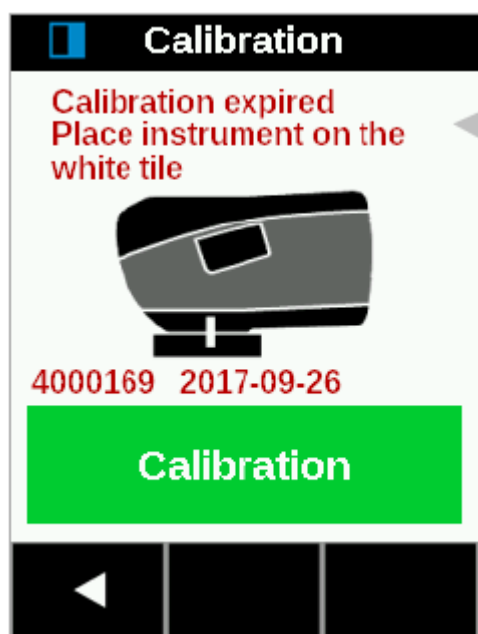 Calibration
Calibration expired
Place instrument on the
white tile
4000169 2017-09-26
Calibration